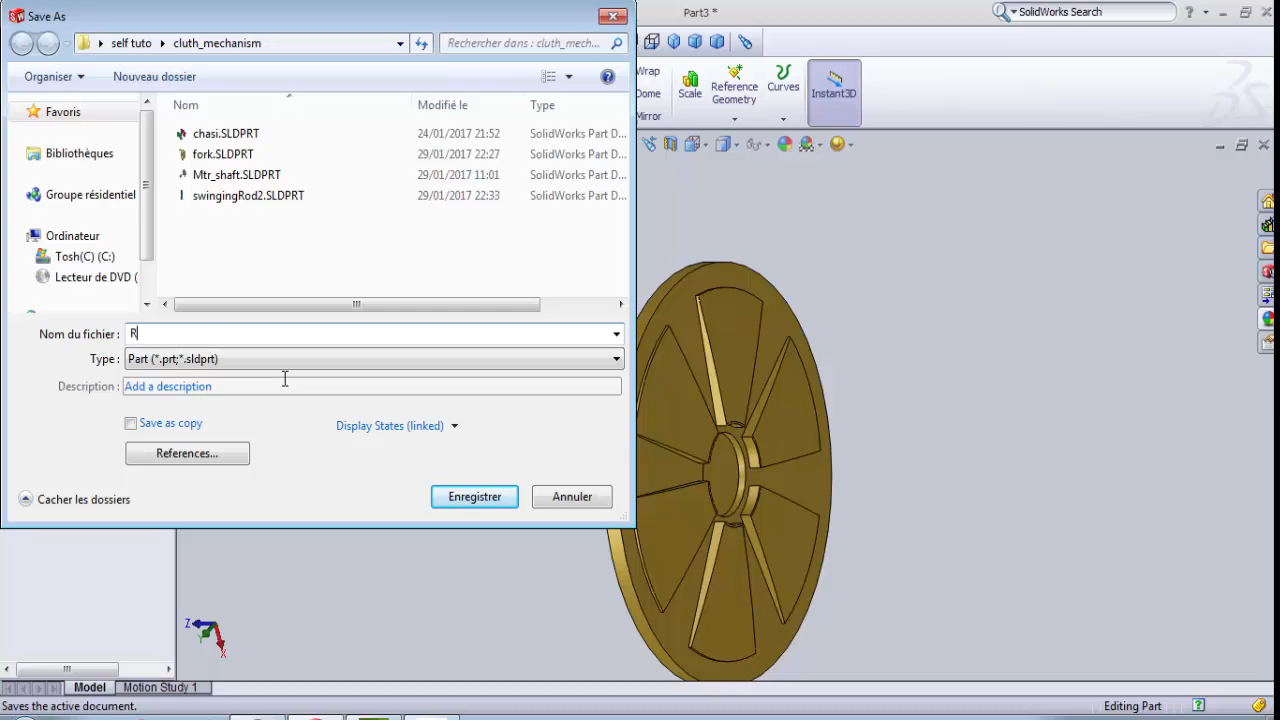 Save As
Part3 *
SolidWorks Search
self tuto
cluth_mechanism
Rechercher dans : cluth_mech...
Organiser
Nouveau dossier
Wrap
Dome
Mirror
Scale
Reference Geometry
Curves
Instant3D
Nom
Modifié le
Type
Favoris
Bibliothèques
Groupe résidentiel
Ordinateur
Tosh(C) (C:)
Lecteur de DVD (
chasi.SLDPRT 24/01/2017 21:52 SolidWorks Part D...
fork.SLDPRT 29/01/2017 22:27 SolidWorks Part D...
Mtr_shaft.SLDPRT 29/01/2017 11:01 SolidWorks Part D...
swingingRod2.SLDPRT 29/01/2017 22:33 SolidWorks Part D...
Nom du fichier : R
Type : Part (*.prt;*.sldprt)
Description : Add a description
Save as copy
Display States (linked)
References...
Cacher les dossiers
Enregistrer
Annuler
Z
Y
X
Model
Motion Study 1
Saves the active document.
Editing Part